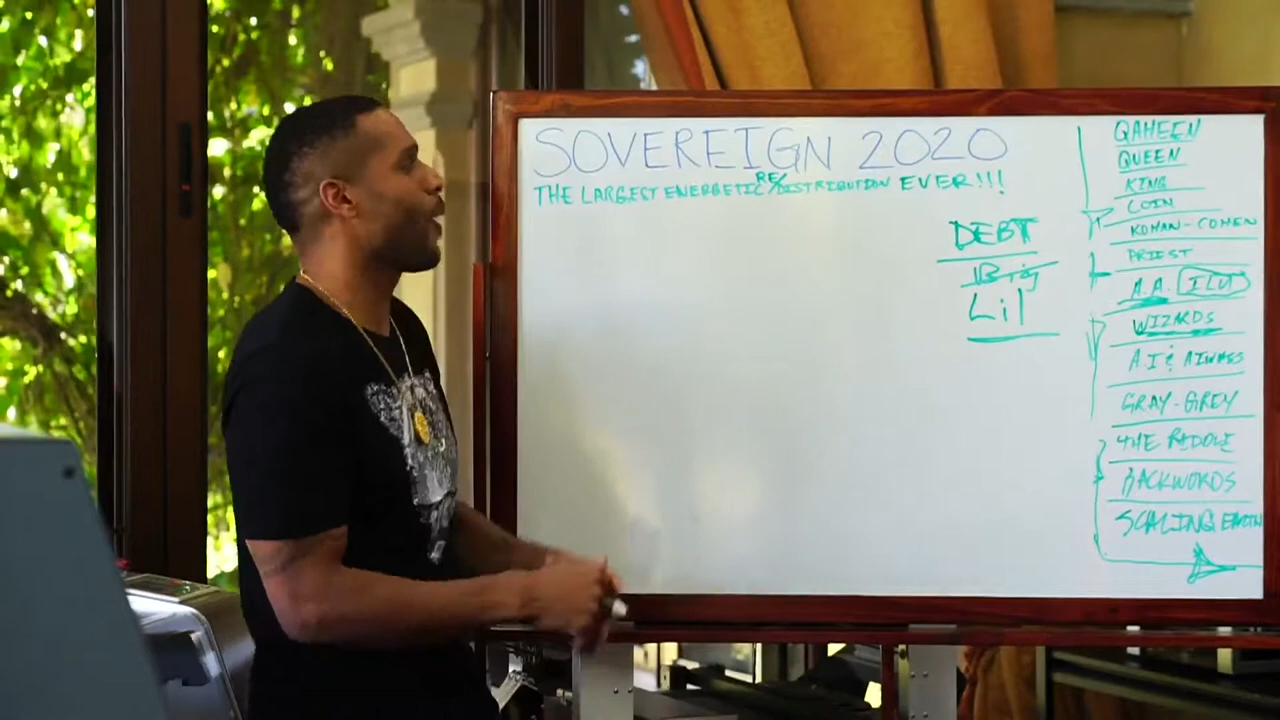 SOVEREIGN 2020
THE LARGEST ENERGETIC RE/DISTRIBUTION EVER!!!
DEBT
Big
Lil
QAHEEN
QUEEN
KING
COIN
KOHAN-COHEN
PRIEST
A.A. ILU
WIZARDS
A.I &
GRAY-GREY
THE RIDDLE
BACKWORDS
SCALING EARTH